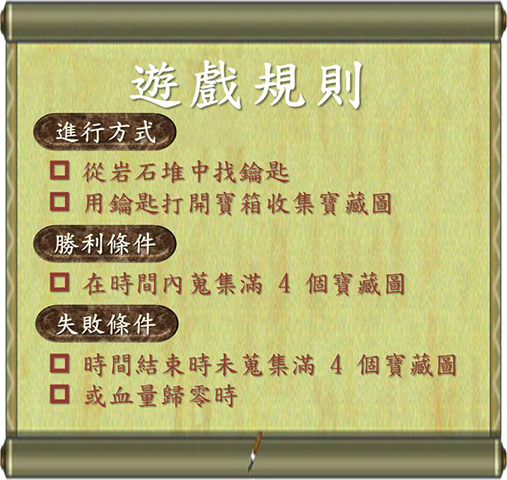 遊戲規則
進行方式
從岩石堆中找鑰匙
用鑰匙打開寶箱收集寶藏圖
勝利條件
在時間內蒐集滿 4 個寶藏圖
失敗條件
時間結束時未蒐集滿 4 個寶藏圖
或血量歸零時